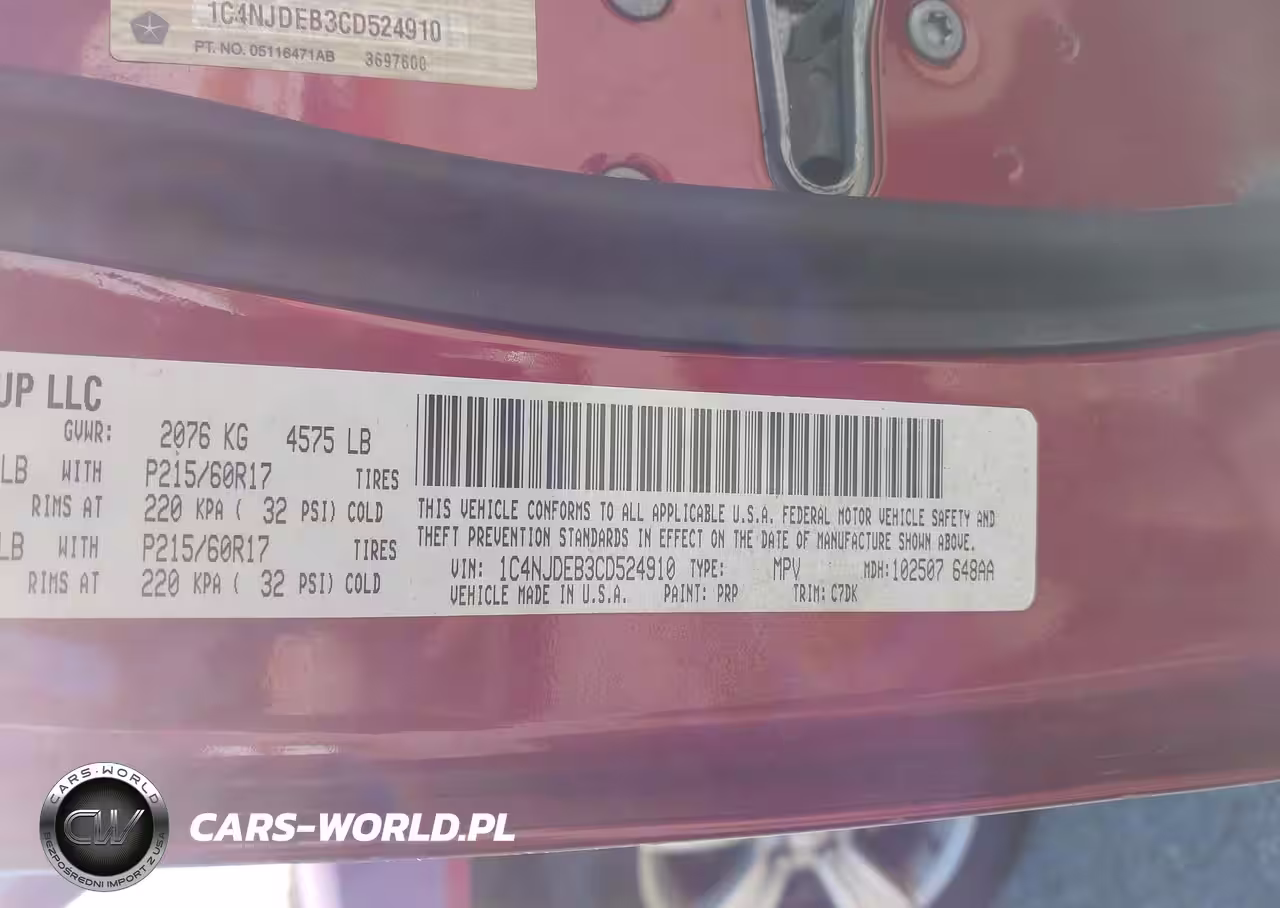 1C4NJDEB3CD524910
PT. NO. 05116471AB 3697600
UP LLC
GVWR: 2076 KG 4575 LB
LB WITH P215/60R17 TIRES
RIMS AT 220 KPA ( 32 PSI) COLD
LB WITH P215/60R17 TIRES
RIMS AT 220 KPA ( 32 PSI) COLD
THIS VEHICLE CONFORMS TO ALL APPLICABLE U.S.A. FEDERAL MOTOR VEHICLE SAFETY AND
THEFT PREVENTION STANDARDS IN EFFECT ON THE DATE OF MANUFACTURE SHOWN ABOVE.
VIN: 1C4NJDEB3CD524910 TYPE: MPV MDH:102507 648AA
VEHICLE MADE IN U.S.A. PAINT: PRP TRIM: C7DK
CARS-WORLD
CW
BEZPOŚREDNI IMPORT Z USA
CARS-WORLD.PL